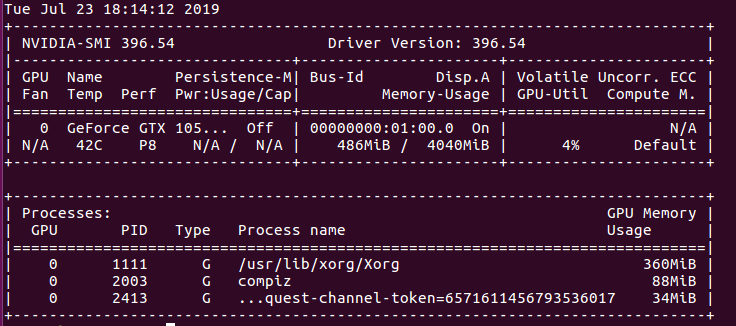 Tue Jul 23 18:14:12 2019
+-----------------------------------------------------------------------------+
| NVIDIA-SMI 396.54                 Driver Version: 396.54                    |
|-------------------------------+----------------------+----------------------+
| GPU  Name        Persistence-M| Bus-Id        Disp.A | Volatile Uncorr. ECC |
| Fan  Temp  Perf  Pwr:Usage/Cap|         Memory-Usage | GPU-Util  Compute M. |
|===============================+======================+======================|
|   0  GeForce GTX 105...  Off  | 00000000:01:00.0  On |                  N/A |
| N/A   42C    P8    N/A /  N/A |    486MiB /  4040MiB |      4%      Default |
+-------------------------------+----------------------+----------------------+

+-----------------------------------------------------------------------------+
| Processes:                                                       GPU Memory |
|  GPU       PID   Type   Process name                             Usage      |
|=============================================================================|
|    0      1111      G   /usr/lib/xorg/Xorg                           360MiB |
|    0      2003      G   compiz                                        88MiB |
|    0      2413      G   ...quest-channel-token=6571611456793536017    34MiB |
+-----------------------------------------------------------------------------+